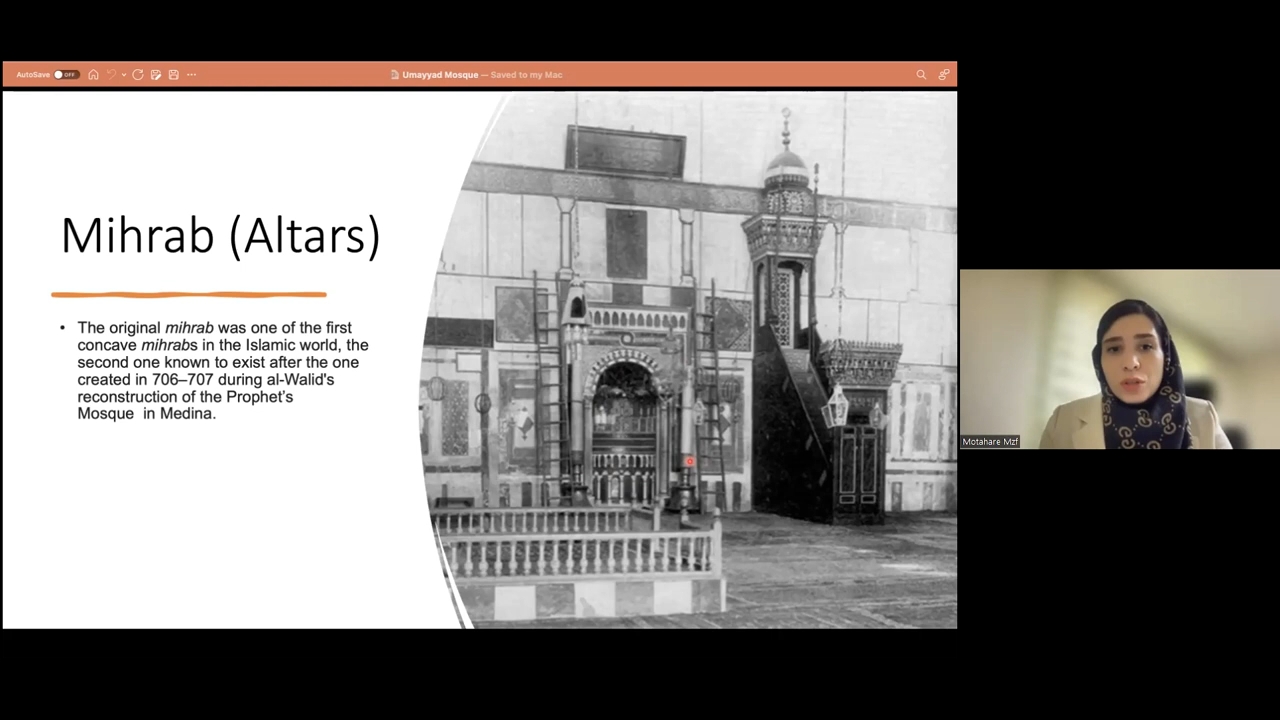 AutoSave OFF
Umayyad Mosque — Saved to my Mac
Mihrab (Altars)
• The original mihrab was one of the first
concave mihrabs in the Islamic world, the
second one known to exist after the one
created in 706–707 during al-Walid's
reconstruction of the Prophet's
Mosque  in Medina.
Motahare Mzf